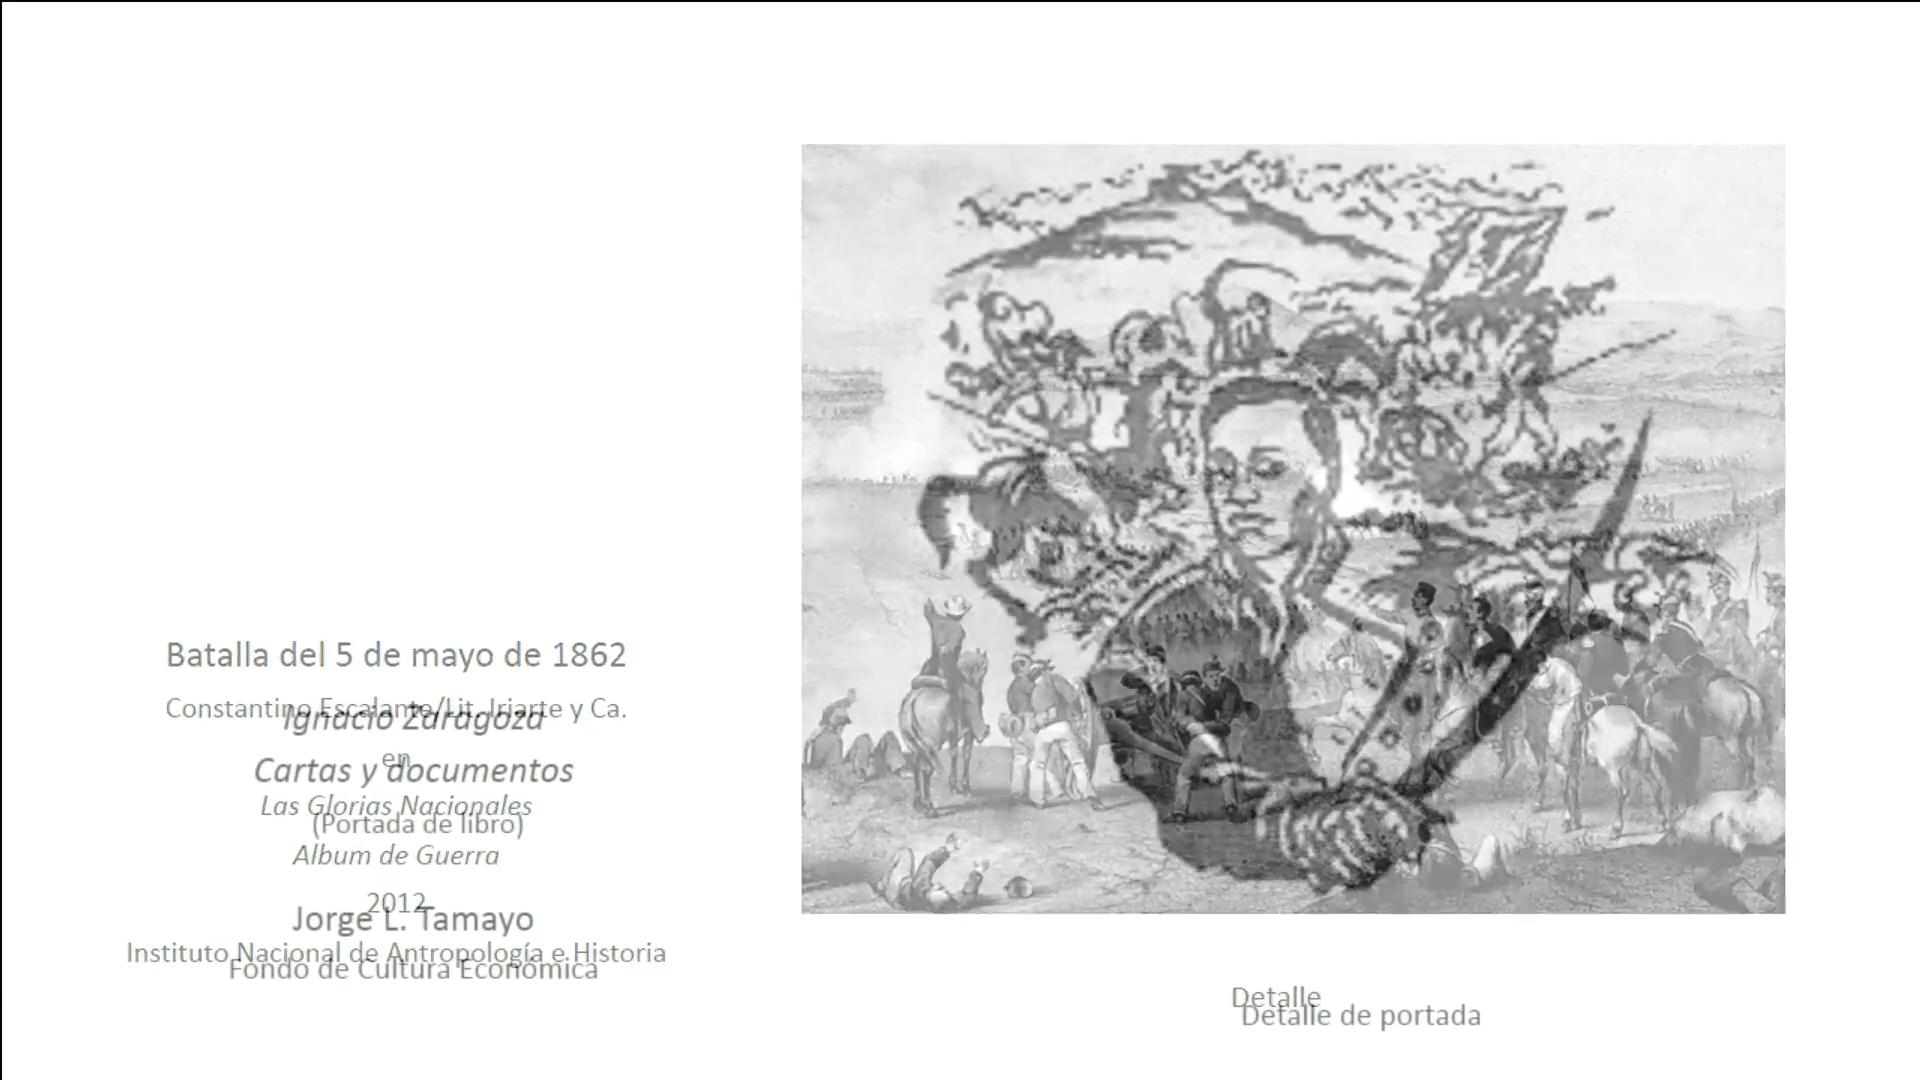 Batalla del 5 de mayo de 1862
Constantino Escalante/Lit. Iriarte y Ca.
Ignacio Zaragoza
en
Cartas y documentos
Las Glorias Nacionales
(Portada de libro)
Album de Guerra
2012
Jorge L. Tamayo
Instituto Nacional de Antropología e Historia
Fondo de Cultura Económica
Detalle
Detalle de portada